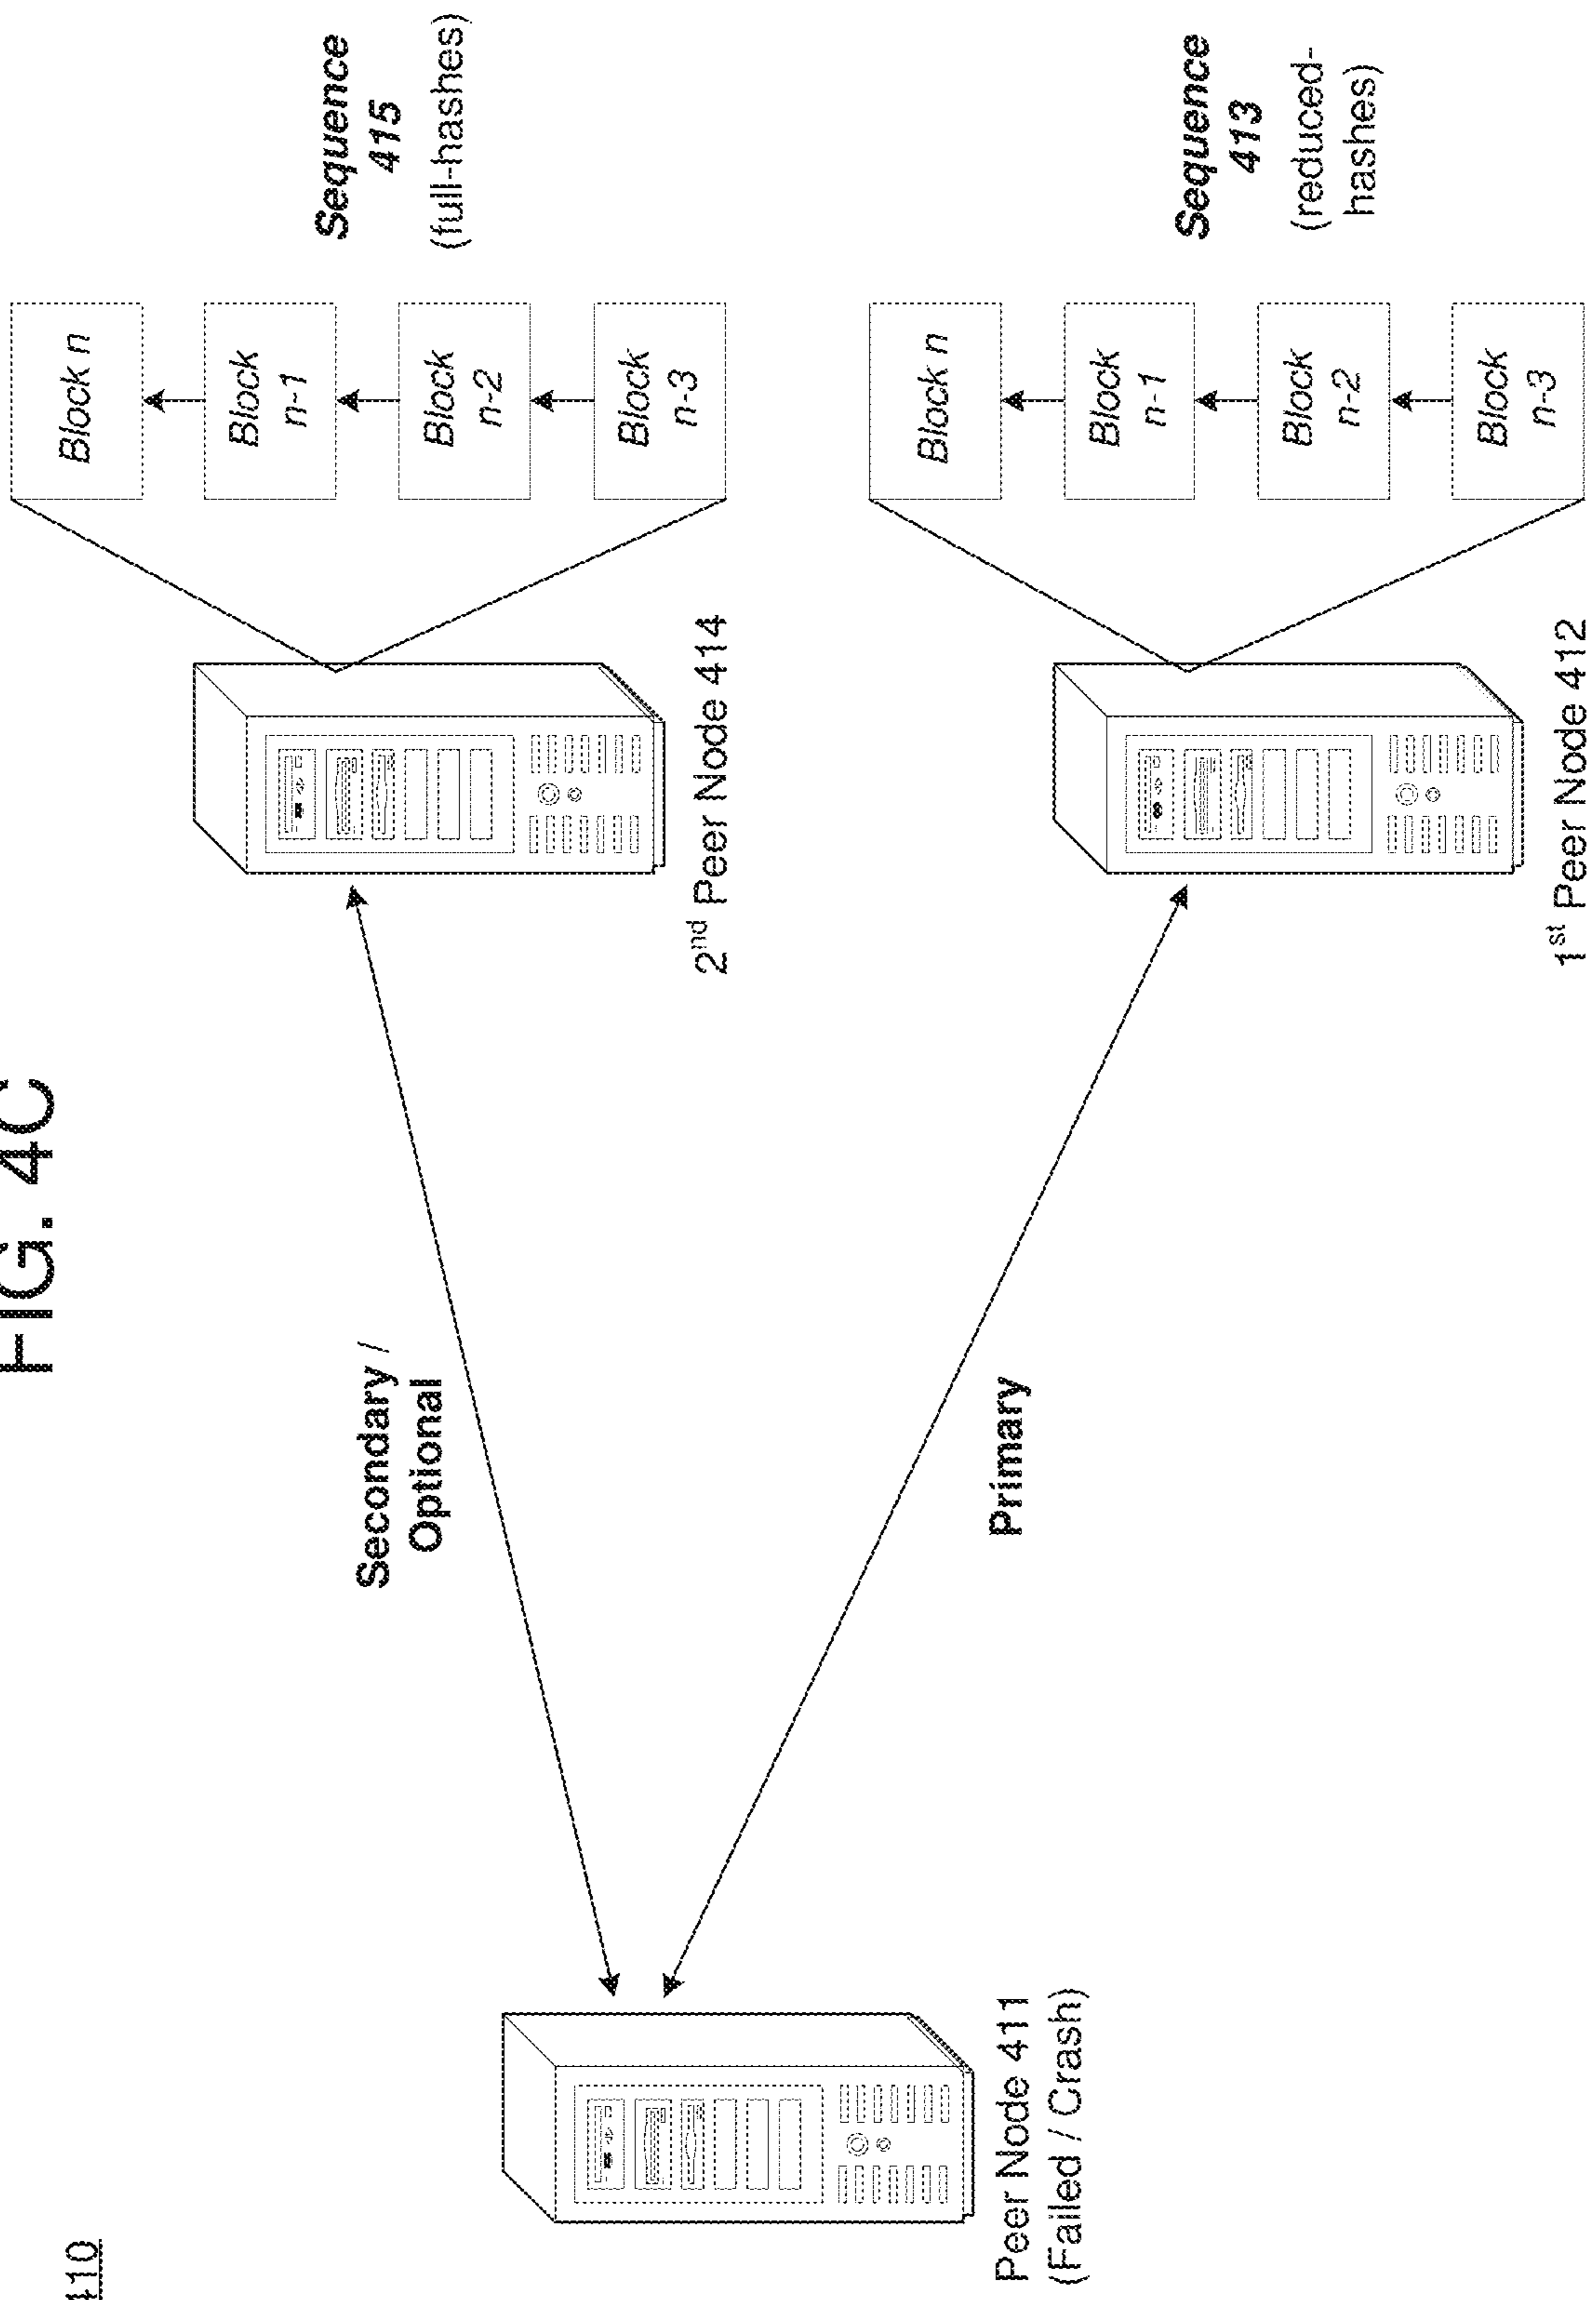 410
FIG. 4C
Block n
Block
n-1
Block
n-2
Block
n-3
Sequence
415
(full-hashes)
2nd Peer Node 414
Secondary /
Optional
Peer Node 411
(Failed / Crash)
Primary
Block n
Block
n-1
Block
n-2
Block
n-3
Sequence
413
(reduced-
hashes)
1st Peer Node 412